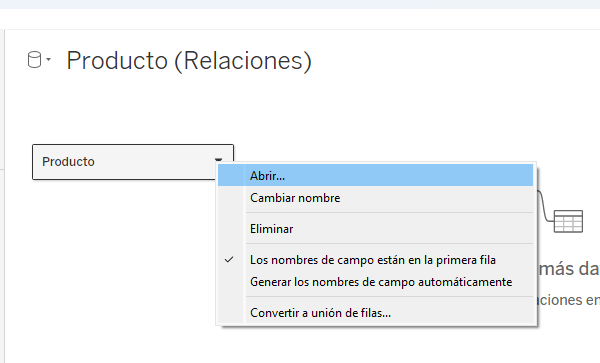 Producto (Relaciones)
Producto
Abrir...
Cambiar nombre
Eliminar
Los nombres de campo están en la primera fila
Generar los nombres de campo automáticamente
Convertir a unión de filas...
más da
aciones en